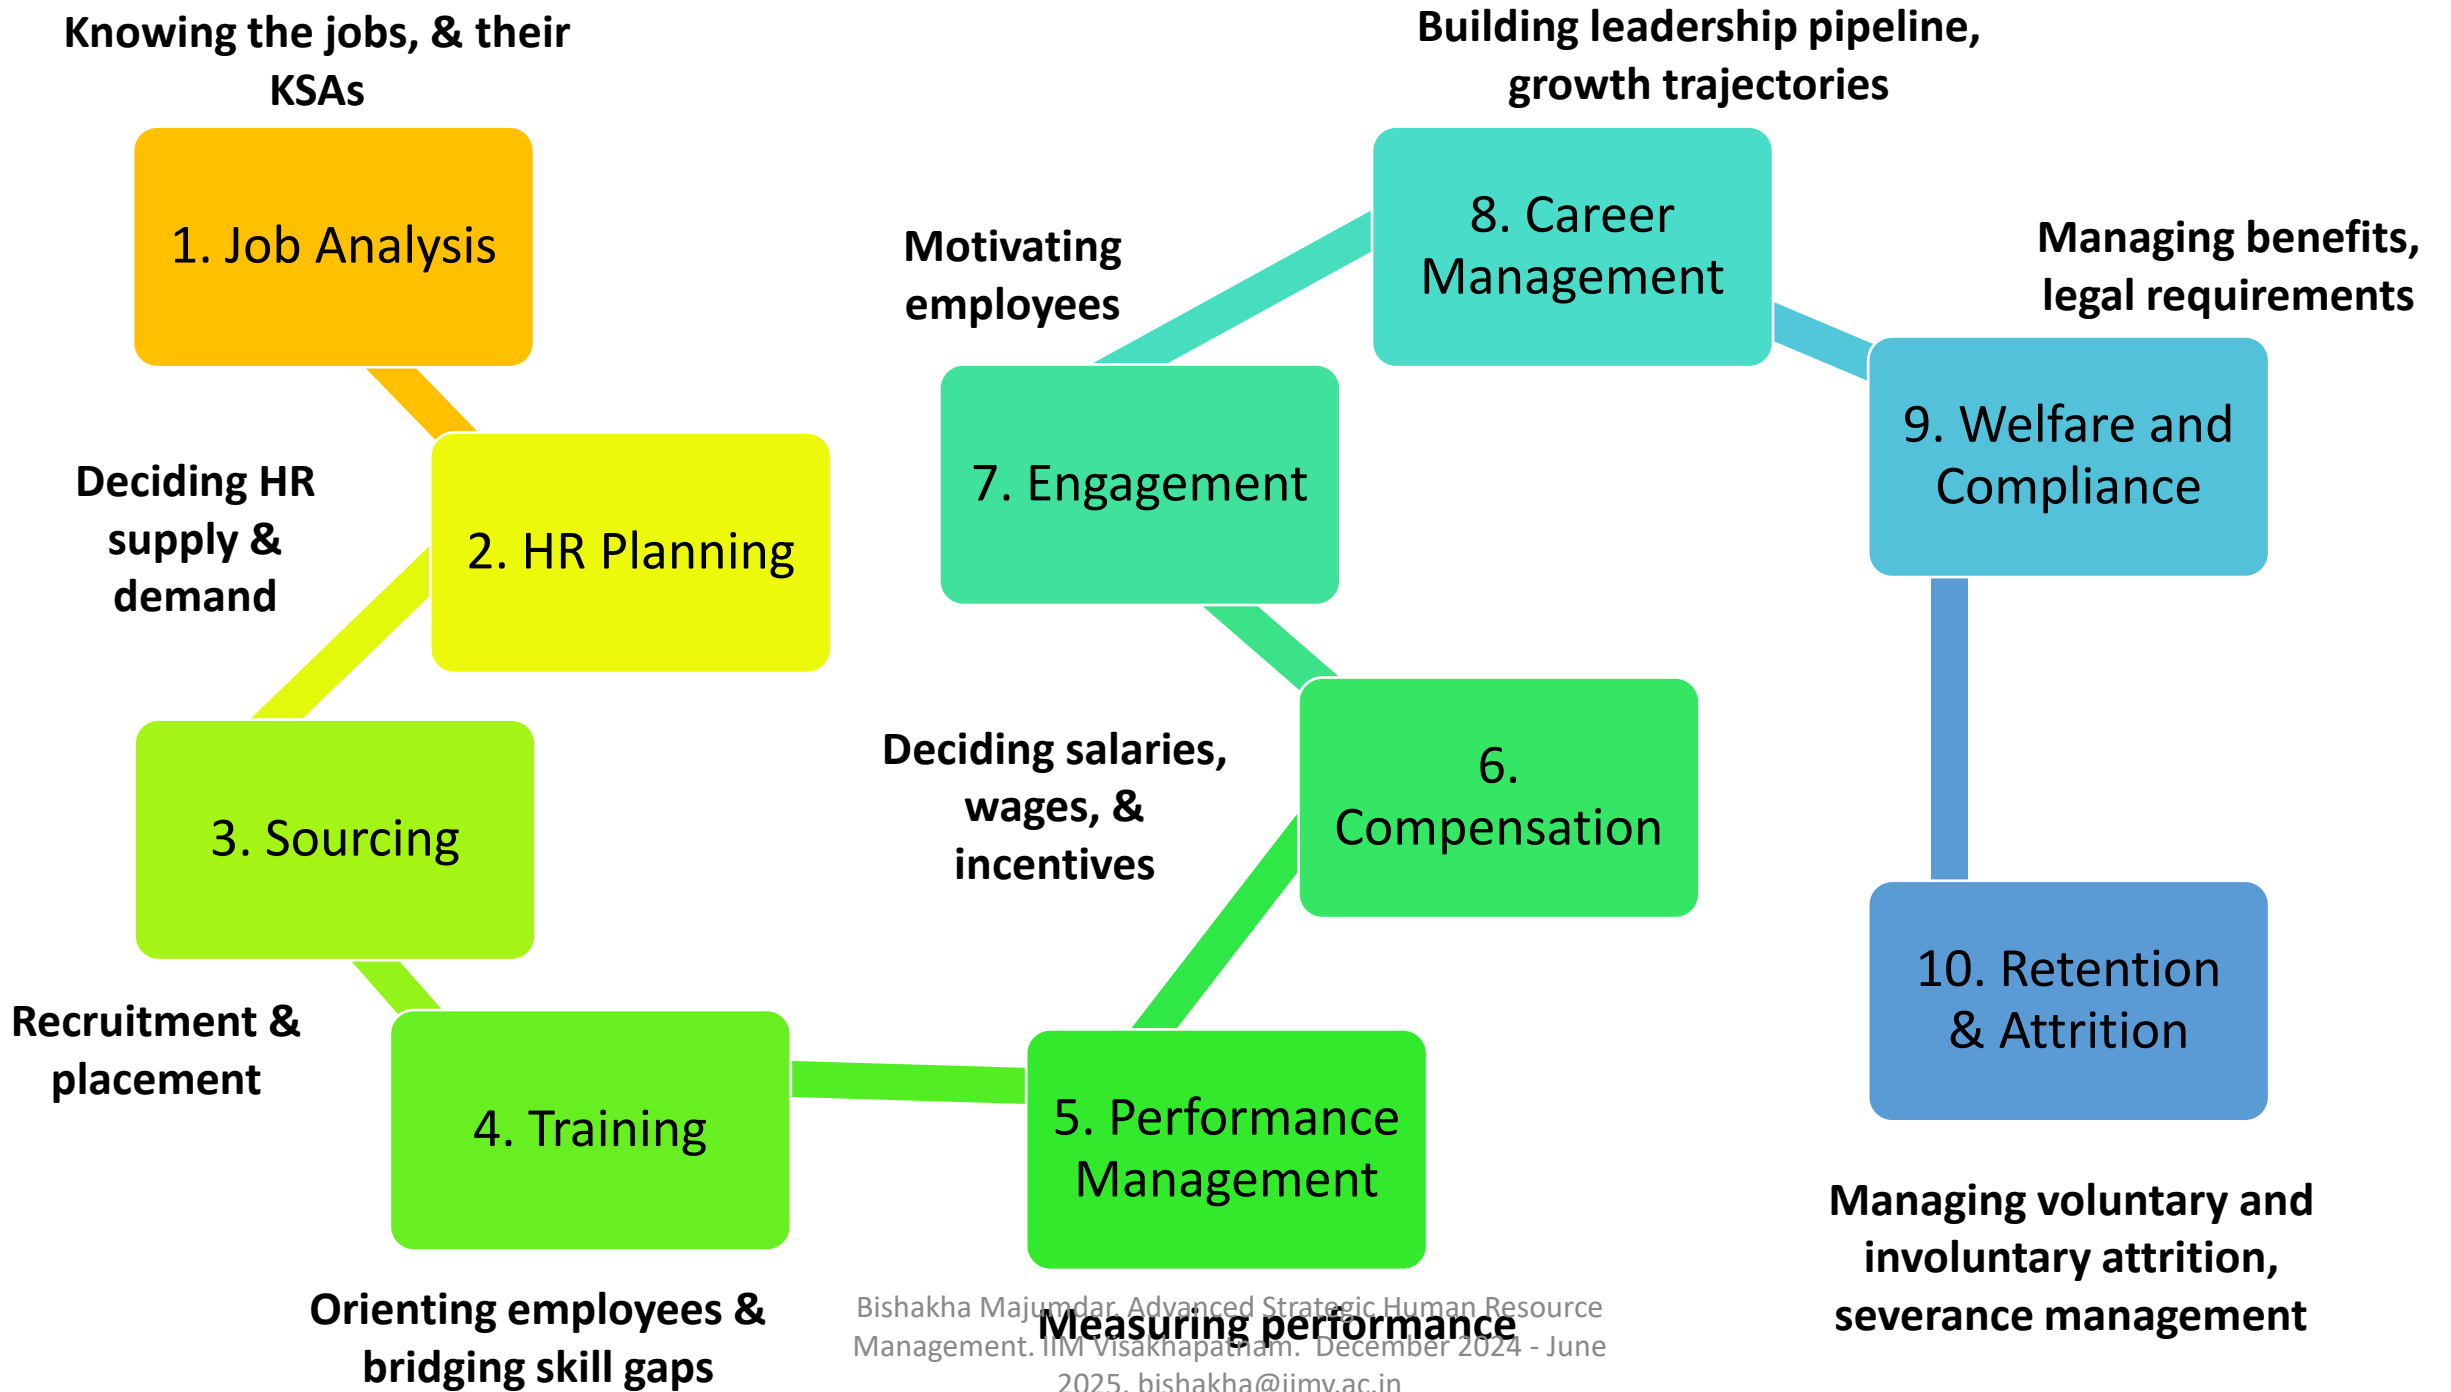 Knowing the jobs, & their
KSAs
1. Job Analysis
Deciding HR
supply &
demand
2. HR Planning
3. Sourcing
Recruitment &
placement
4. Training
Orienting employees &
bridging skill gaps
5. Performance
Management
Measuring performance
Bishakha Majumdar. Advanced Strategic Human Resource
Management. IIM Visakhapatnam. December 2024 - June
2025. bishakha@iimv.ac.in
Deciding salaries,
wages, &
incentives
6.
Compensation
Motivating
employees
7. Engagement
Building leadership pipeline,
growth trajectories
8. Career
Management
Managing benefits,
legal requirements
9. Welfare and
Compliance
10. Retention
& Attrition
Managing voluntary and
involuntary attrition,
severance management